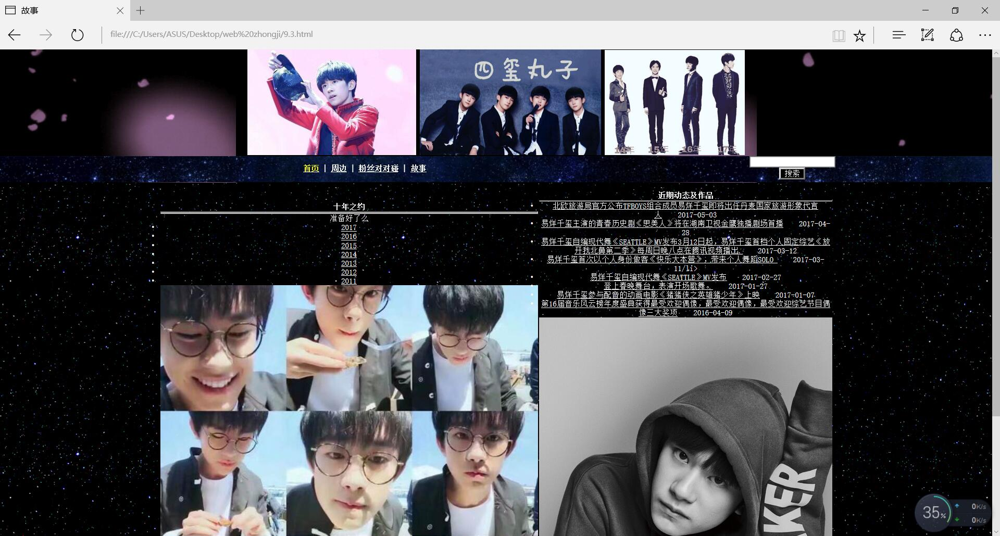 故事
file:///C:/Users/ASUS/Desktop/web%20zhongji/9.3.html
四玺丸子
14年 15年 16年 17年
首页 | 周边 | 粉丝对对碰 | 故事
搜索
十年之约
准备好了么
2017
2016
2015
2014
2013
2012
2011
近期动态及作品
北欧旅游局官方公布TFBOYS组合成员易烊千玺即将出任丹麦国家旅游形象代言
人 2017-05-03
易烊千玺主演的青春历史剧《思美人》将在湖南卫视金鹰独播剧场首播 2017-04-
28
易烊千玺自编现代舞《SEATTLE》MV发布3月12日起，易烊千玺首档个人固定综艺《放
开我北鼻第二季》每周日晚八点在腾讯视频播出. 2017-03-12
易烊千玺首次以个人身份做客《快乐大本营》，带来个人舞蹈SOLO 2017-03-
11/li>
易烊千玺自编现代舞《SEATTLE》MV发布 2017-02-27
登上春晚舞台，表演开场歌舞。 2017-01-27
易烊千玺参与配音的动画电影《猪猪侠之英雄猪少年》上映 2017-01-07
第16届音乐风云榜年度盛典获得最受欢迎偶像，最受欢迎偶像，最受欢迎综艺节目偶
像三大奖项 2016-04-09
KER
35%
0K/s
0K/s